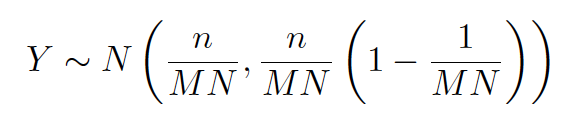 Y ∼ N ( n/MN , n/MN ( 1 − 1/MN ) )